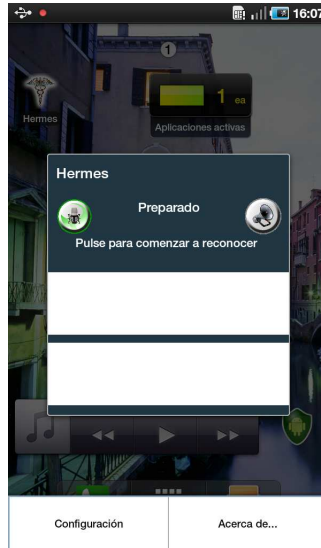 16:07
1
Hermes
1 ea
Aplicaciones activas
Hermes
Preparado
Pulse para comenzar a reconocer
Configuración
Acerca de...